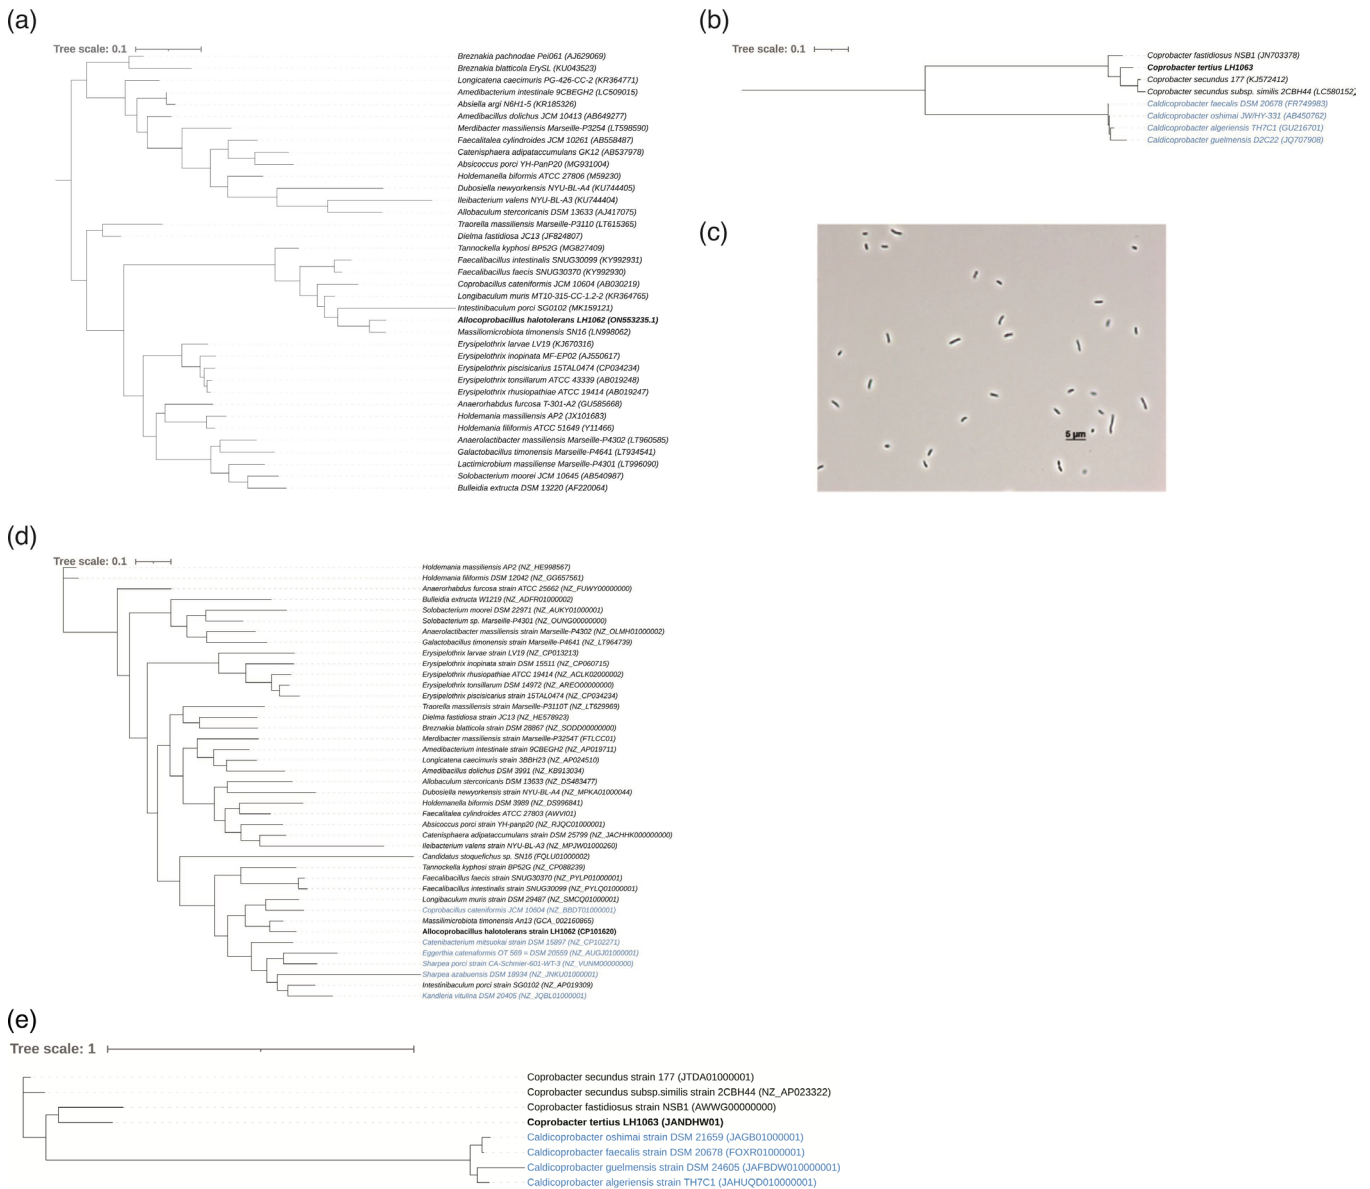 (a)
Tree scale: 0.1
Breznakia pachnodae Pei061 (AJ629069)
Breznakia blatticola ErySL (KU043523)
Longicatena caecimuris PG-426-CC-2 (KR364771)
Amedibacterium intestinale 9CBEGH2 (LC509015)
Absiella argi N6H1-5 (KR185326)
Amedibacillus dolichus JCM 10413 (AB649277)
Merdibacter massiliensis Marseille-P3254 (LT598590)
Faecalitalea cylindroides JCM 10261 (AB558487)
Catenisphaera adipataccumulans GK12 (AB537978)
Absicoccus porci YH-PanP20 (MG931004)
Holdemanella biformis ATCC 27806 (M59230)
Dubosiella newyorkensis NYU-BL-A4 (KU744405)
Ileibacterium valens NYU-BL-A3 (KU744404)
Allobaculum stercoricanis DSM 13633 (AJ417075)
Traorella massiliensis Marseille-P3110 (LT615365)
Dielma fastidiosa JC13 (JF824807)
Tannockella kyphosi BP52G (MG827409)
Faecalibacillus intestinalis SNUG30099 (KY992931)
Faecalibacillus faecis SNUG30370 (KY992930)
Coprobacillus cateniformis JCM 10604 (AB030219)
Longibaculum muris MT10-315-CC-1.2-2 (KR364765)
Intestinibaculum porci SG0102 (MK159121)
Allocoprobacillus halotolerans LH1062 (ON553235.1)
Massiliomicrobiota timonensis SN16 (LN998062)
Erysipelothrix larvae LV19 (KJ670316)
Erysipelothrix inopinata MF-EP02 (AJ550617)
Erysipelothrix piscisicarius 15TAL0474 (CP034234)
Erysipelothrix tonsillarum ATCC 43339 (AB019248)
Erysipelothrix rhusiopathiae ATCC 19414 (AB019247)
Anaerorhabdus furcosa T-301-A2 (GU585668)
Holdemania massiliensis AP2 (JX101683)
Holdemania filiformis ATCC 51649 (Y11466)
Anaerolactibacter massiliensis Marseille-P4302 (LT960585)
Galactobacillus timonensis Marseille-P4641 (LT934541)
Lactimicrobium massiliense Marseille-P4301 (LT996090)
Solobacterium moorei JCM 10645 (AB540987)
Bulleidia extructa DSM 13220 (AF220064)
(b)
Tree scale: 0.1
Coprobacter fastidiosus NSB1 (JN703378)
Coprobacter tertius LH1063
Coprobacter secundus 177 (KJ572412)
Coprobacter secundus subsp. similis 2CBH44 (LC580152)
Caldicoprobacter faecalis DSM 20678 (FR749983)
Caldicoprobacter oshimai JW/HY-331 (AB450762)
Caldicoprobacter algeriensis TH7C1 (GU216701)
Caldicoprobacter guelmensis D2C22 (JQ707908)
(c)
5 µm
(d)
Tree scale: 0.1
Holdemania massiliensis AP2 (NZ_HE998567)
Holdemania filiformis DSM 12042 (NZ_GG657561)
Anaerorhabdus furcosa strain ATCC 25662 (NZ_FUWY00000000)
Bulleidia extructa W1219 (NZ_ADFR01000002)
Solobacterium moorei DSM 22971 (NZ_AUKY01000001)
Solobacterium sp. Marseille-P4301 (NZ_OUNG00000000)
Anaerolactibacter massiliensis strain Marseille-P4302 (NZ_OLMH01000002)
Galactobacillus timonensis strain Marseille-P4641 (NZ_LT964739)
Erysipelothrix larvae strain LV19 (NZ_CP013213)
Erysipelothrix inopinata strain DSM 15511 (NZ_CP060715)
Erysipelothrix rhusiopathiae ATCC 19414 (NZ_ACLK02000002)
Erysipelothrix tonsillarum DSM 14972 (NZ_AREO00000000)
Erysipelothrix piscisicarius strain 15TAL0474 (NZ_CP034234)
Traorella massiliensis strain Marseille-P3110T (NZ_LT629969)
Dielma fastidiosa strain JC13 (NZ_HE578923)
Breznakia blatticola strain DSM 28867 (NZ_SODD00000000)
Merdibacter massiliensis strain Marseille-P3254T (FTLCC01)
Amedibacterium intestinale strain 9CBEGH2 (NZ_AP019711)
Longicatena caecimuris strain 3BBH23 (NZ_AP024510)
Amedibacillus dolichus DSM 3991 (NZ_KB913034)
Allobaculum stercoricanis DSM 13633 (NZ_DS483477)
Dubosiella newyorkensis strain NYU-BL-A4 (NZ_MPKA01000044)
Holdemanella biformis DSM 3989 (NZ_DS996841)
Faecalitalea cylindroides ATCC 27803 (AWVI01)
Absicoccus porci strain YH-panp20 (NZ_RJQC01000001)
Catenisphaera adipataccumulans strain DSM 25799 (NZ_JACHHK000000000)
Ileibacterium valens strain NYU-BL-A3 (NZ_MPJW01000260)
Candidatus stoquefichus sp. SN16 (FQLU01000002)
Tannockella kyphosi strain BP52G (NZ_CP088239)
Faecalibacillus faecis strain SNUG30370 (NZ_PYLP01000001)
Faecalibacillus intestinalis strain SNUG30099 (NZ_PYLQ01000001)
Longibaculum muris strain DSM 29487 (NZ_SMCQ01000001)
Coprobacillus cateniformis JCM 10604 (NZ_BBDT01000001)
Massilimicrobiota timonensis An13 (GCA_002160865)
Allocoprobacillus halotolerans strain LH1062 (CP101620)
Catenibacterium mitsuokai strain DSM 15897 (NZ_CP102271)
Eggerthia catenaformis OT 569 = DSM 20559 (NZ_AUGJ01000001)
Sharpea porci strain CA-Schmier-601-WT-3 (NZ_VUNM00000000)
Sharpea azabuensis DSM 18934 (NZ_JNKU01000001)
Intestinibaculum porci strain SG0102 (NZ_AP019309)
Kandleria vitulina DSM 20405 (NZ_JQBL01000001)
(e)
Tree scale: 1
Coprobacter secundus strain 177 (JTDA01000001)
Coprobacter secundus subsp.similis strain 2CBH44 (NZ_AP023322)
Coprobacter fastidiosus strain NSB1 (AWWG00000000)
Coprobacter tertius LH1063 (JANDHW01)
Caldicoprobacter oshimai strain DSM 21659 (JAGB01000001)
Caldicoprobacter faecalis strain DSM 20678 (FOXR01000001)
Caldicoprobacter guelmensis strain DSM 24605 (JAFBDW010000001)
Caldicoprobacter algeriensis strain TH7C1 (JAHUQD010000001)